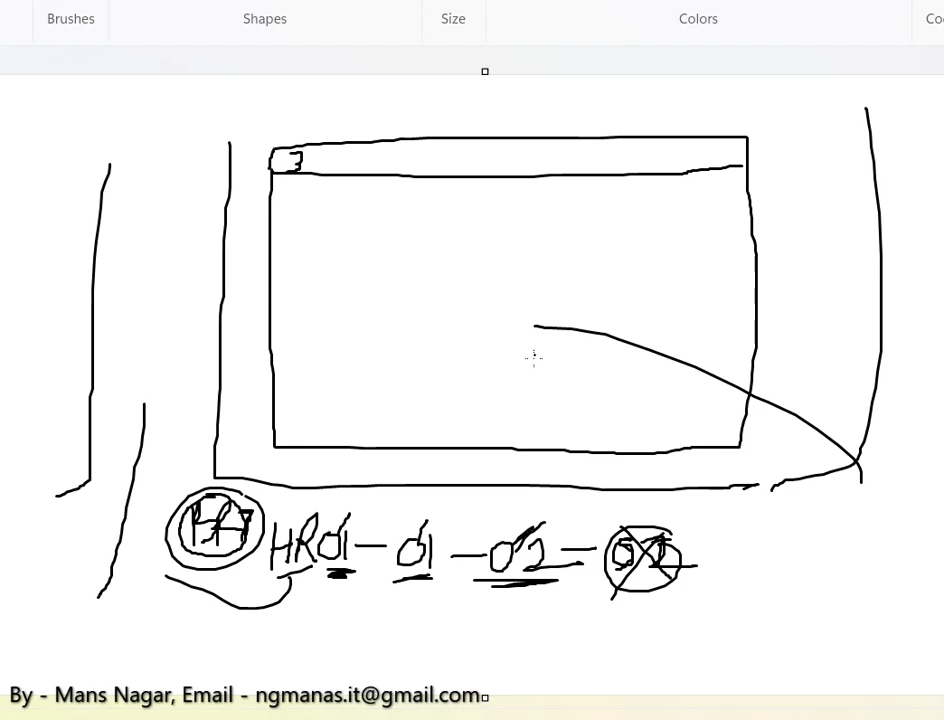 Brushes Shapes Size Colors
HR01 - 01 - 02 -
By - Mans Nagar, Email - ngmanas.it@gmail.com